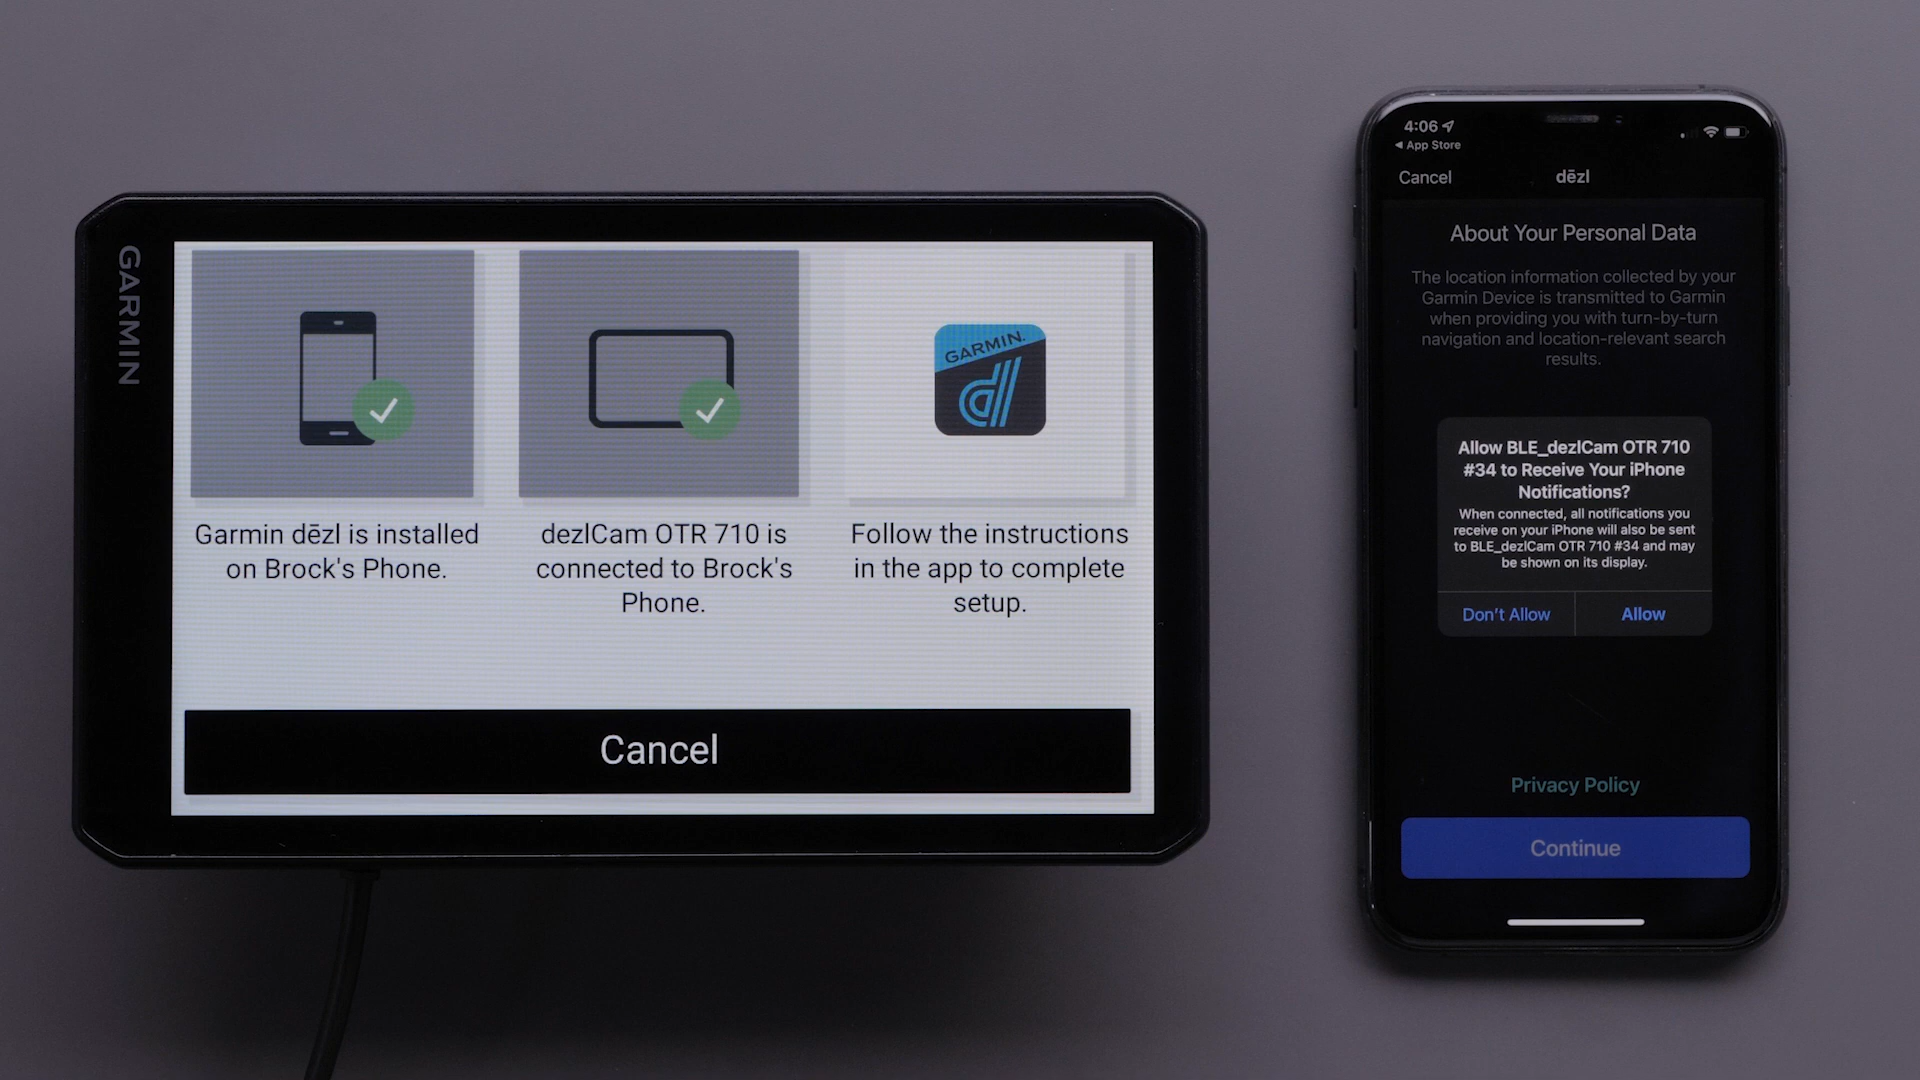 GARMIN
GARMIN.
Garmin dēzl is installed
on Brock's Phone.
dezlCam OTR 710 is
connected to Brock's
Phone.
Follow the instructions
in the app to complete
setup.
Cancel
4:06
◀ App Store
Cancel
dēzl
About Your Personal Data
The location information collected by your
Garmin Device is transmitted to Garmin
when providing you with turn-by-turn
navigation and location-relevant search
results.
Allow BLE_dezlCam OTR 710
#34 to Receive Your iPhone
Notifications?
When connected, all notifications you
receive on your iPhone will also be sent
to BLE_dezlCam OTR 710 #34 and may
be shown on its display.
Don't Allow
Allow
Privacy Policy
Continue